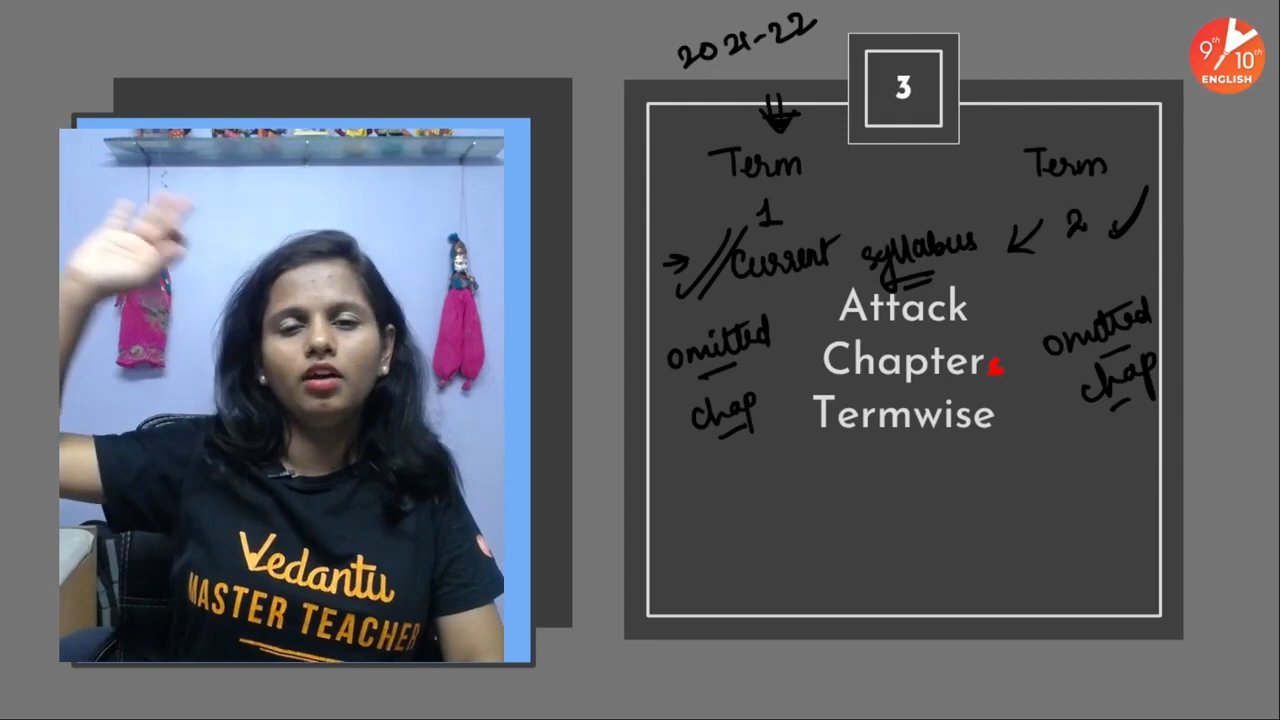 2021-22
3
9th 10th
ENGLISH
Term
1
Term
2
Current syllabus
Attack
Chapters
Termwise
omitted
chap
omitted
chap
Vedantu
MASTER TEACHER